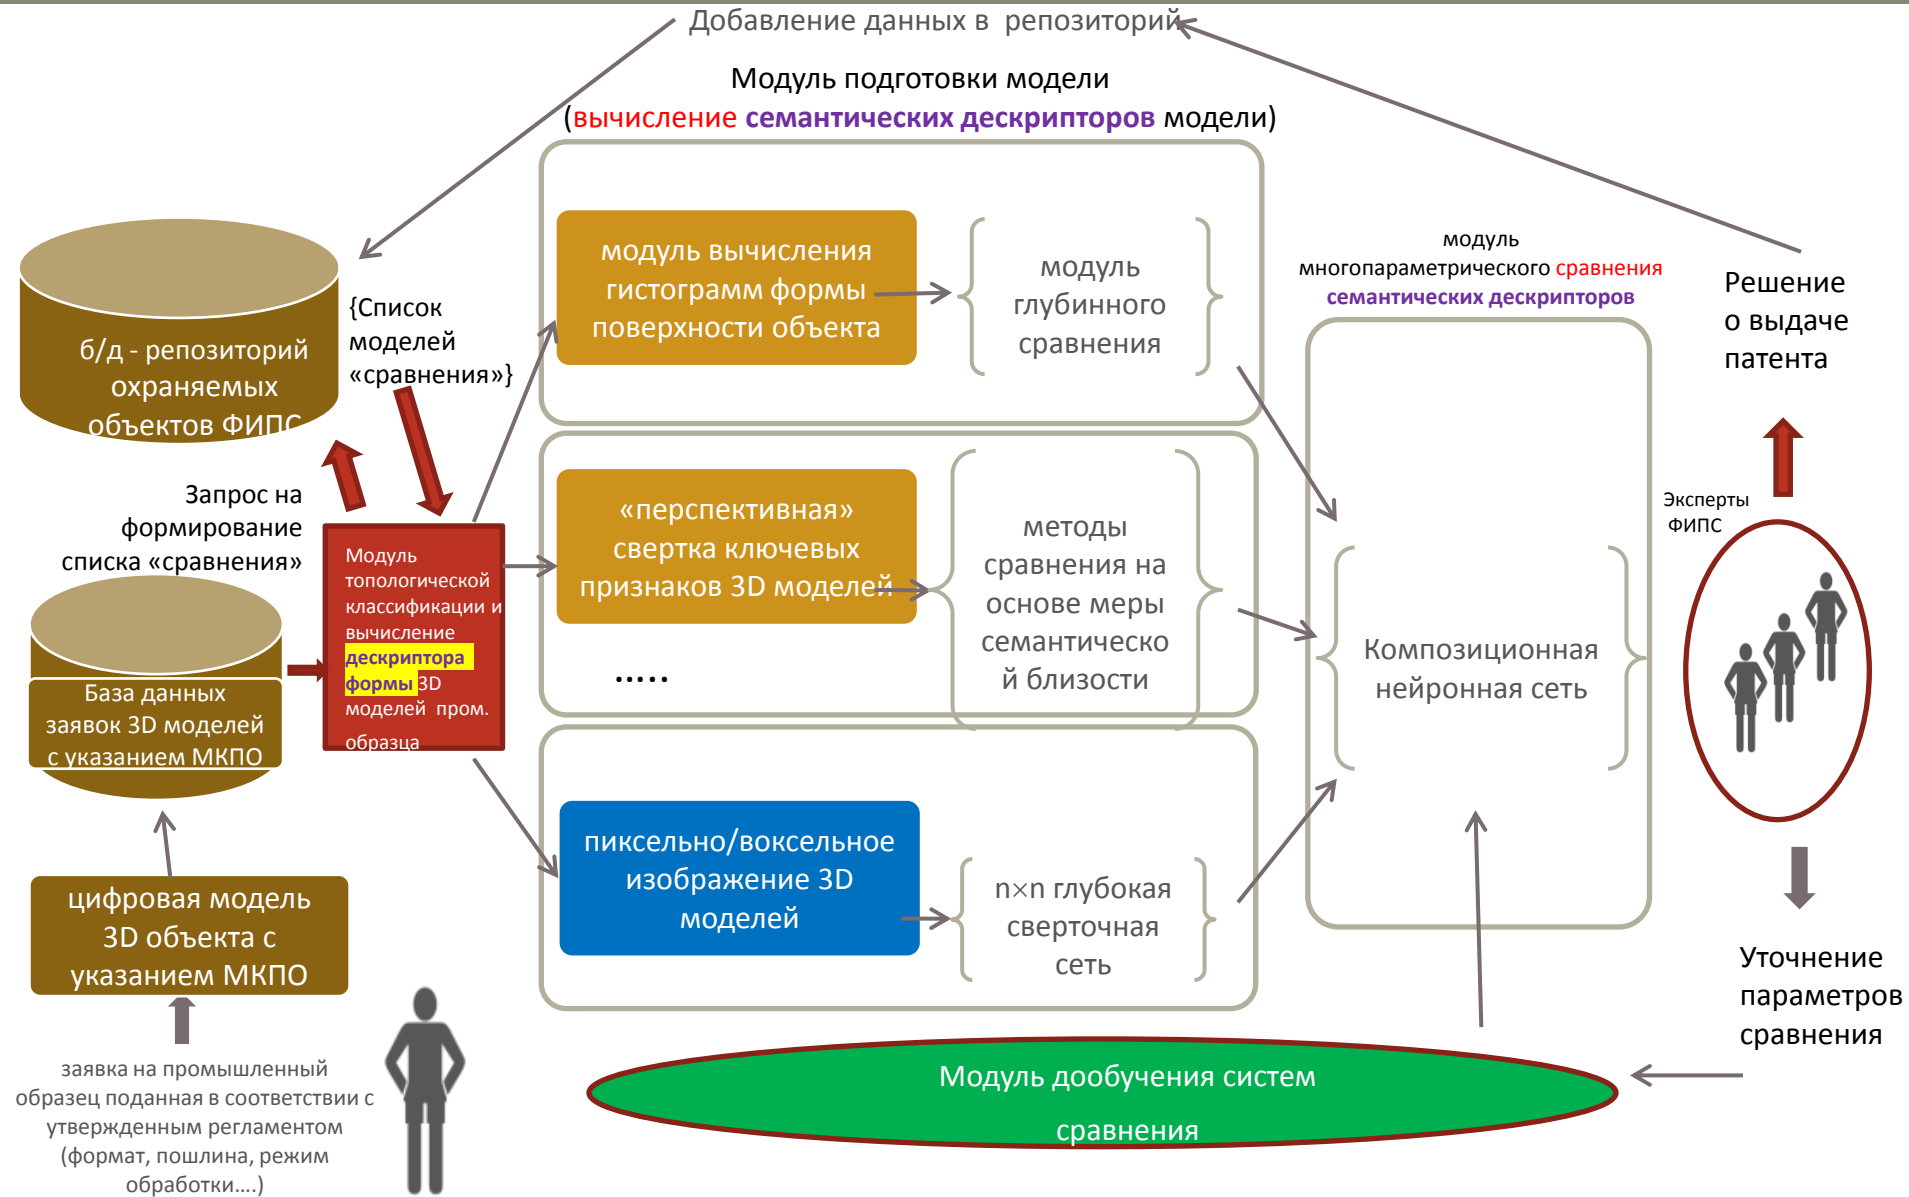 Добавление данных в репозиторий
Модуль подготовки модели
(вычисление семантических дескрипторов модели)
б/д - репозиторий
охраняемых
объектов ФИПС
{Список
моделей
«сравнения»}
Запрос на
формирование
списка «сравнения»
Модуль
топологической
классификации и
вычисление
дескриптора
формы 3D
моделей пром.
образца
База данных
заявок 3D моделей
с указанием МКПО
цифровая модель
3D объекта с
указанием МКПО
заявка на промышленный
образец поданная в соответствии с
утвержденным регламентом
(формат, пошлина, режим
обработки....)
модуль вычисления
гистограмм формы
поверхности объекта
модуль
глубинного
сравнения
«перспективная»
свертка ключевых
признаков 3D моделей
.....
методы
сравнения на
основе меры
семантическо
й близости
пиксельно/воксельное
изображение 3D
моделей
n×n глубокая
сверточная
сеть
модуль
многопараметрического сравнения
семантических дескрипторов
Композиционная
нейронная сеть
Решение
о выдаче
патента
Эксперты
ФИПС
Уточнение
параметров
сравнения
Модуль дообучения систем
сравнения